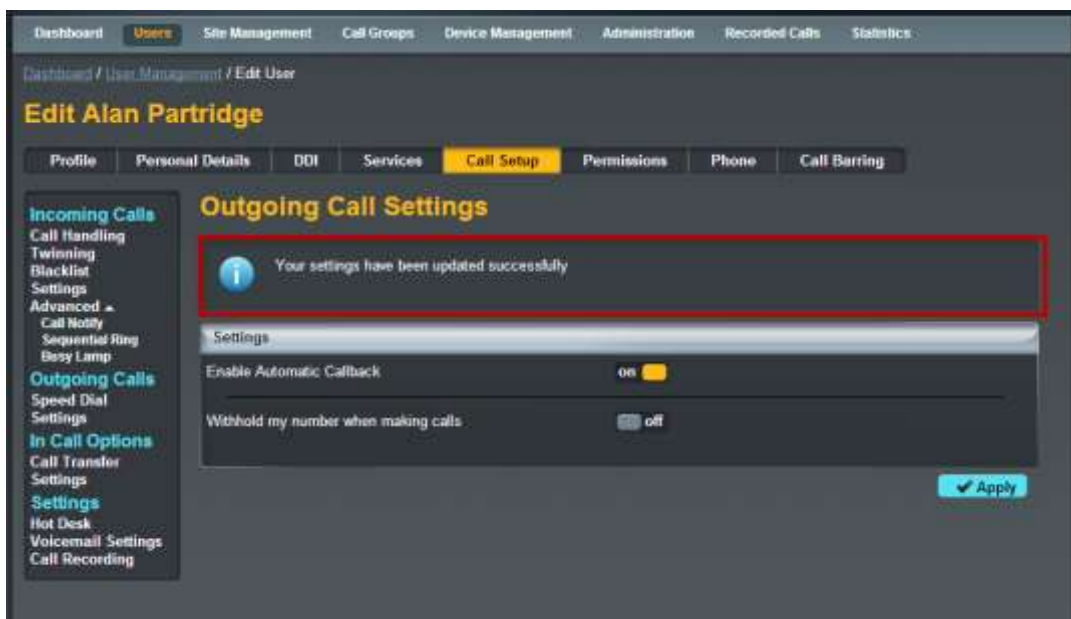 Dashboard Users Site Management Call Groups Device Management Administration Recorded Calls Statistics
Dashboard / User Management / Edit User
Edit Alan Partridge
Profile Personal Details DDI Services Call Setup Permissions Phone Call Barring
Incoming Calls
Call Handling
Twinning
Blacklist
Settings
Advanced
Call Notify
Sequential Ring
Busy Lamp
Outgoing Calls
Speed Dial
Settings
In Call Options
Call Transfer
Settings
Settings
Hot Desk
Voicemail Settings
Call Recording
Outgoing Call Settings
i Your settings have been updated successfully
Settings
Enable Automatic Callback on
Withhold my number when making calls off
Apply